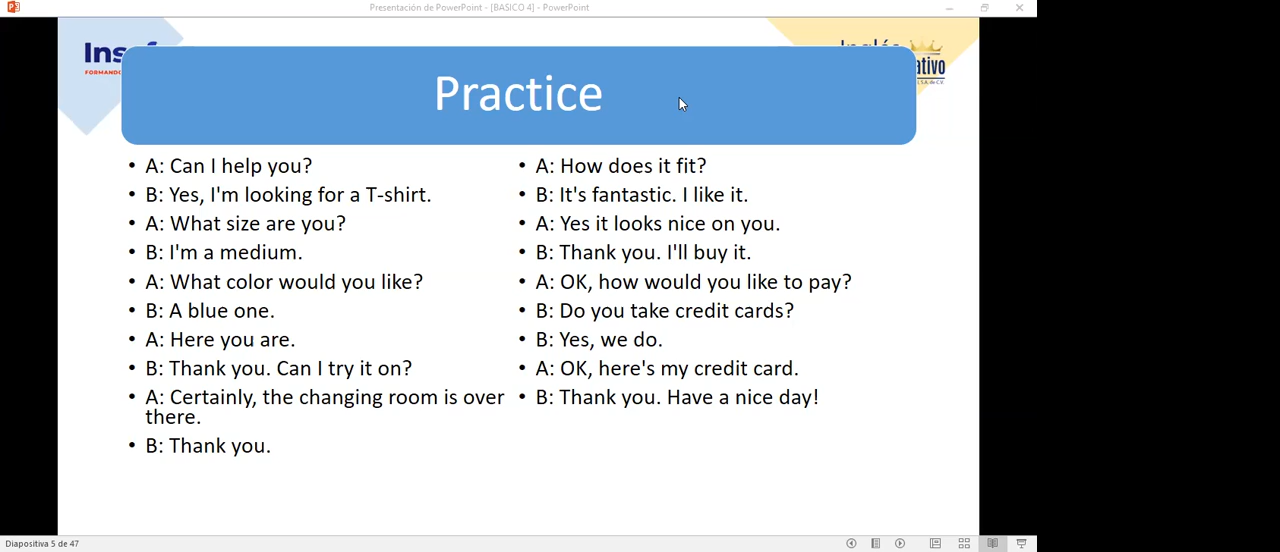 Presentación de PowerPoint - [BASICO 4] - PowerPoint
FORMANDO
Practice
• A: Can I help you?
• B: Yes, I'm looking for a T-shirt.
• A: What size are you?
• B: I'm a medium.
• A: What color would you like?
• B: A blue one.
• A: Here you are.
• B: Thank you. Can I try it on?
• A: Certainly, the changing room is over
there.
• B: Thank you.
• A: How does it fit?
• B: It's fantastic. I like it.
• A: Yes it looks nice on you.
• B: Thank you. I'll buy it.
• A: OK, how would you like to pay?
• B: Do you take credit cards?
• B: Yes, we do.
• A: OK, here's my credit card.
• B: Thank you. Have a nice day!
Diapositiva 5 de 47